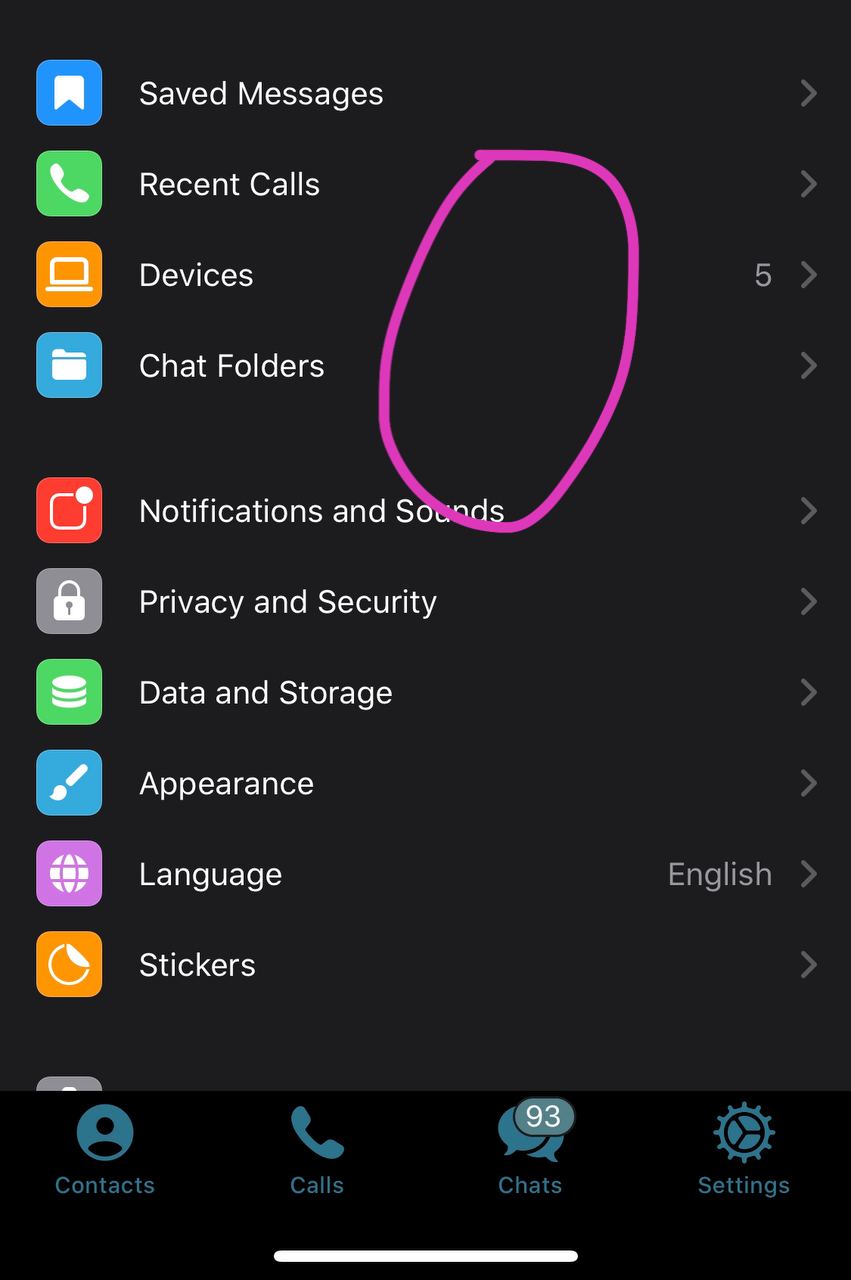 Saved Messages
Recent Calls
Devices 5
Chat Folders
Notifications and Sounds
Privacy and Security
Data and Storage
Appearance
Language English
Stickers
93
Contacts Calls Chats Settings